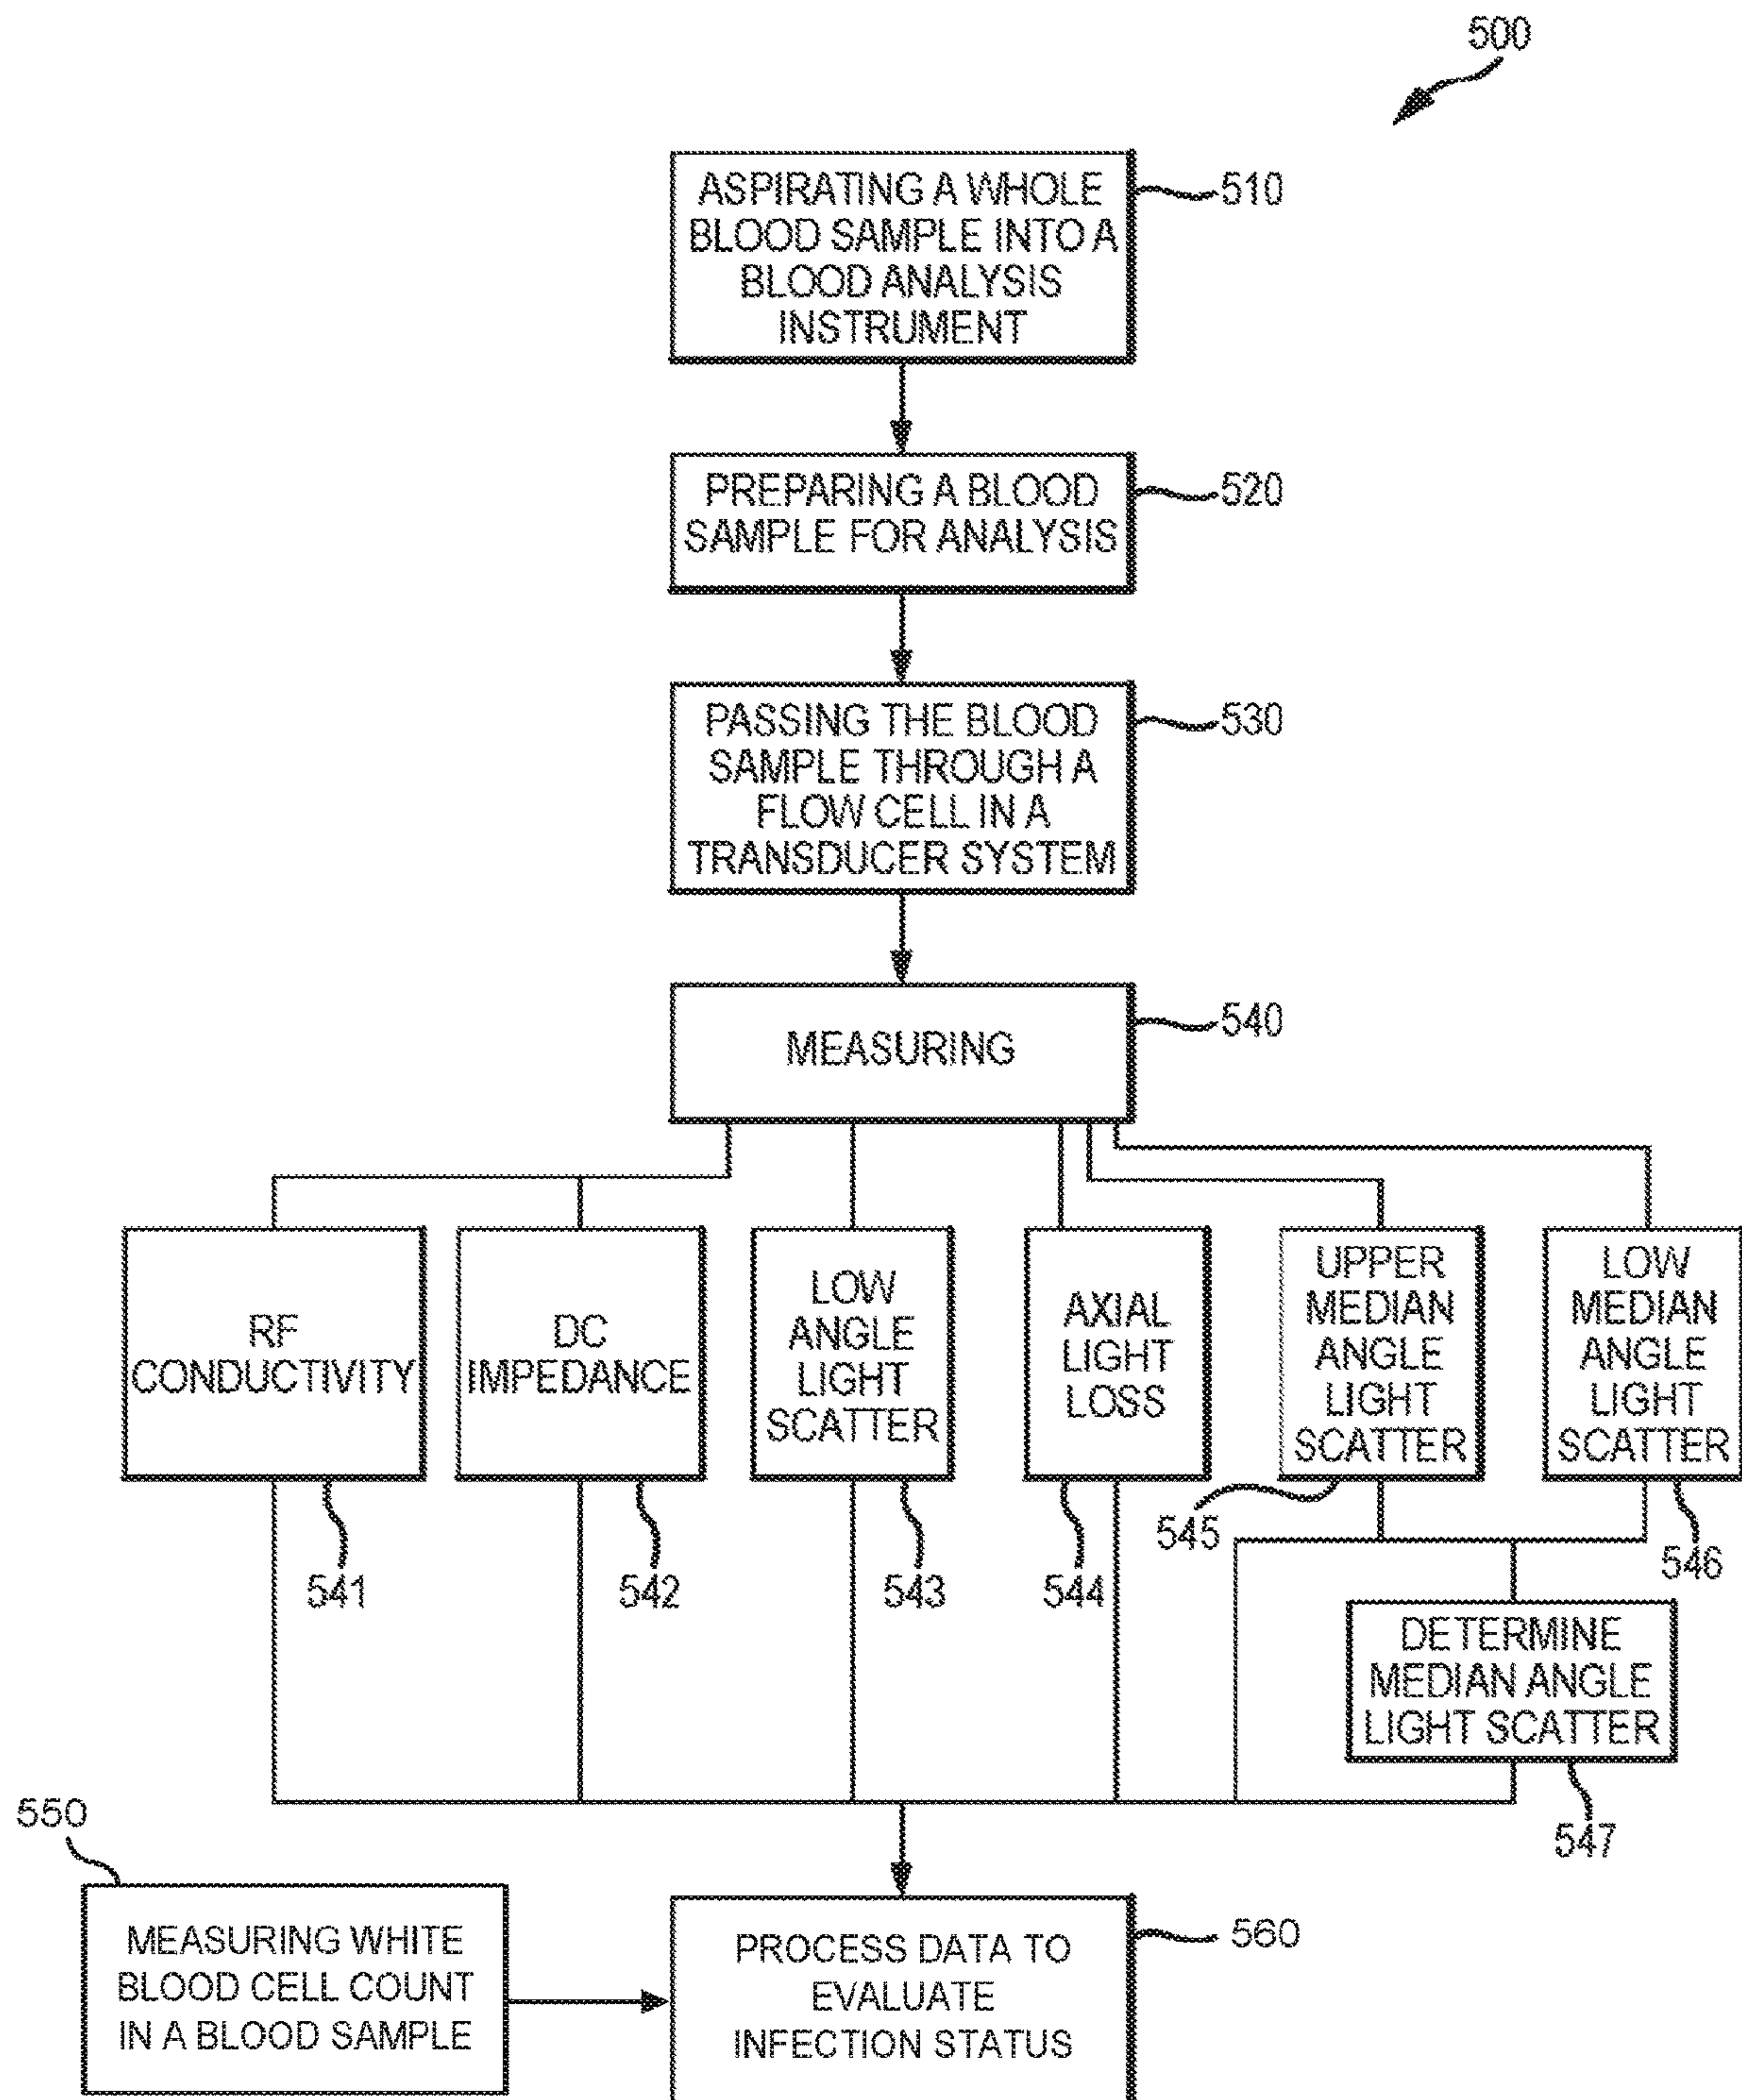 500
ASPIRATING A WHOLE
BLOOD SAMPLE INTO A
BLOOD ANALYSIS
INSTRUMENT
510
PREPARING A BLOOD
SAMPLE FOR ANALYSIS
520
PASSING THE BLOOD
SAMPLE THROUGH A
FLOW CELL IN A
TRANSDUCER SYSTEM
530
MEASURING
540
RF
CONDUCTIVITY
541
DC
IMPEDANCE
542
LOW
ANGLE
LIGHT
SCATTER
543
AXIAL
LIGHT
LOSS
544
UPPER
MEDIAN
ANGLE
LIGHT
SCATTER
545
LOW
MEDIAN
ANGLE
LIGHT
SCATTER
546
DETERMINE
MEDIAN ANGLE
LIGHT SCATTER
547
550
MEASURING WHITE
BLOOD CELL COUNT
IN A BLOOD SAMPLE
PROCESS DATA TO
EVALUATE
INFECTION STATUS
560